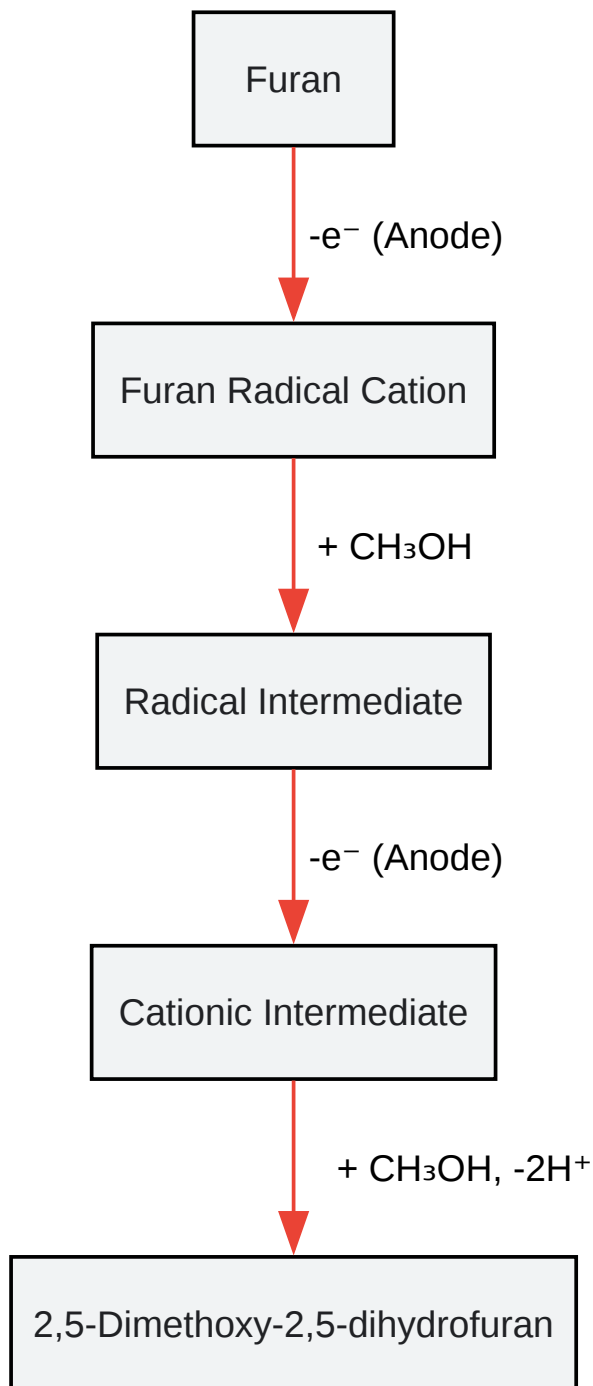 Furan
-e⁻ (Anode)
Furan Radical Cation
+ CH₃OH
Radical Intermediate
-e⁻ (Anode)
Cationic Intermediate
+ CH₃OH, -2H⁺
2,5-Dimethoxy-2,5-dihydrofuran